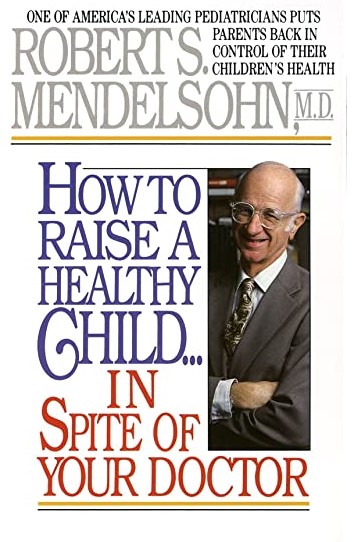 ONE OF AMERICA'S LEADING PEDIATRICIANS PUTS
PARENTS BACK IN
CONTROL OF THEIR
CHILDREN'S HEALTH
ROBERT S.
MENDELSOHN, M.D.
HOW TO
RAISE A
HEALTHY
CHILD...
IN
SPITE OF
YOUR DOCTOR